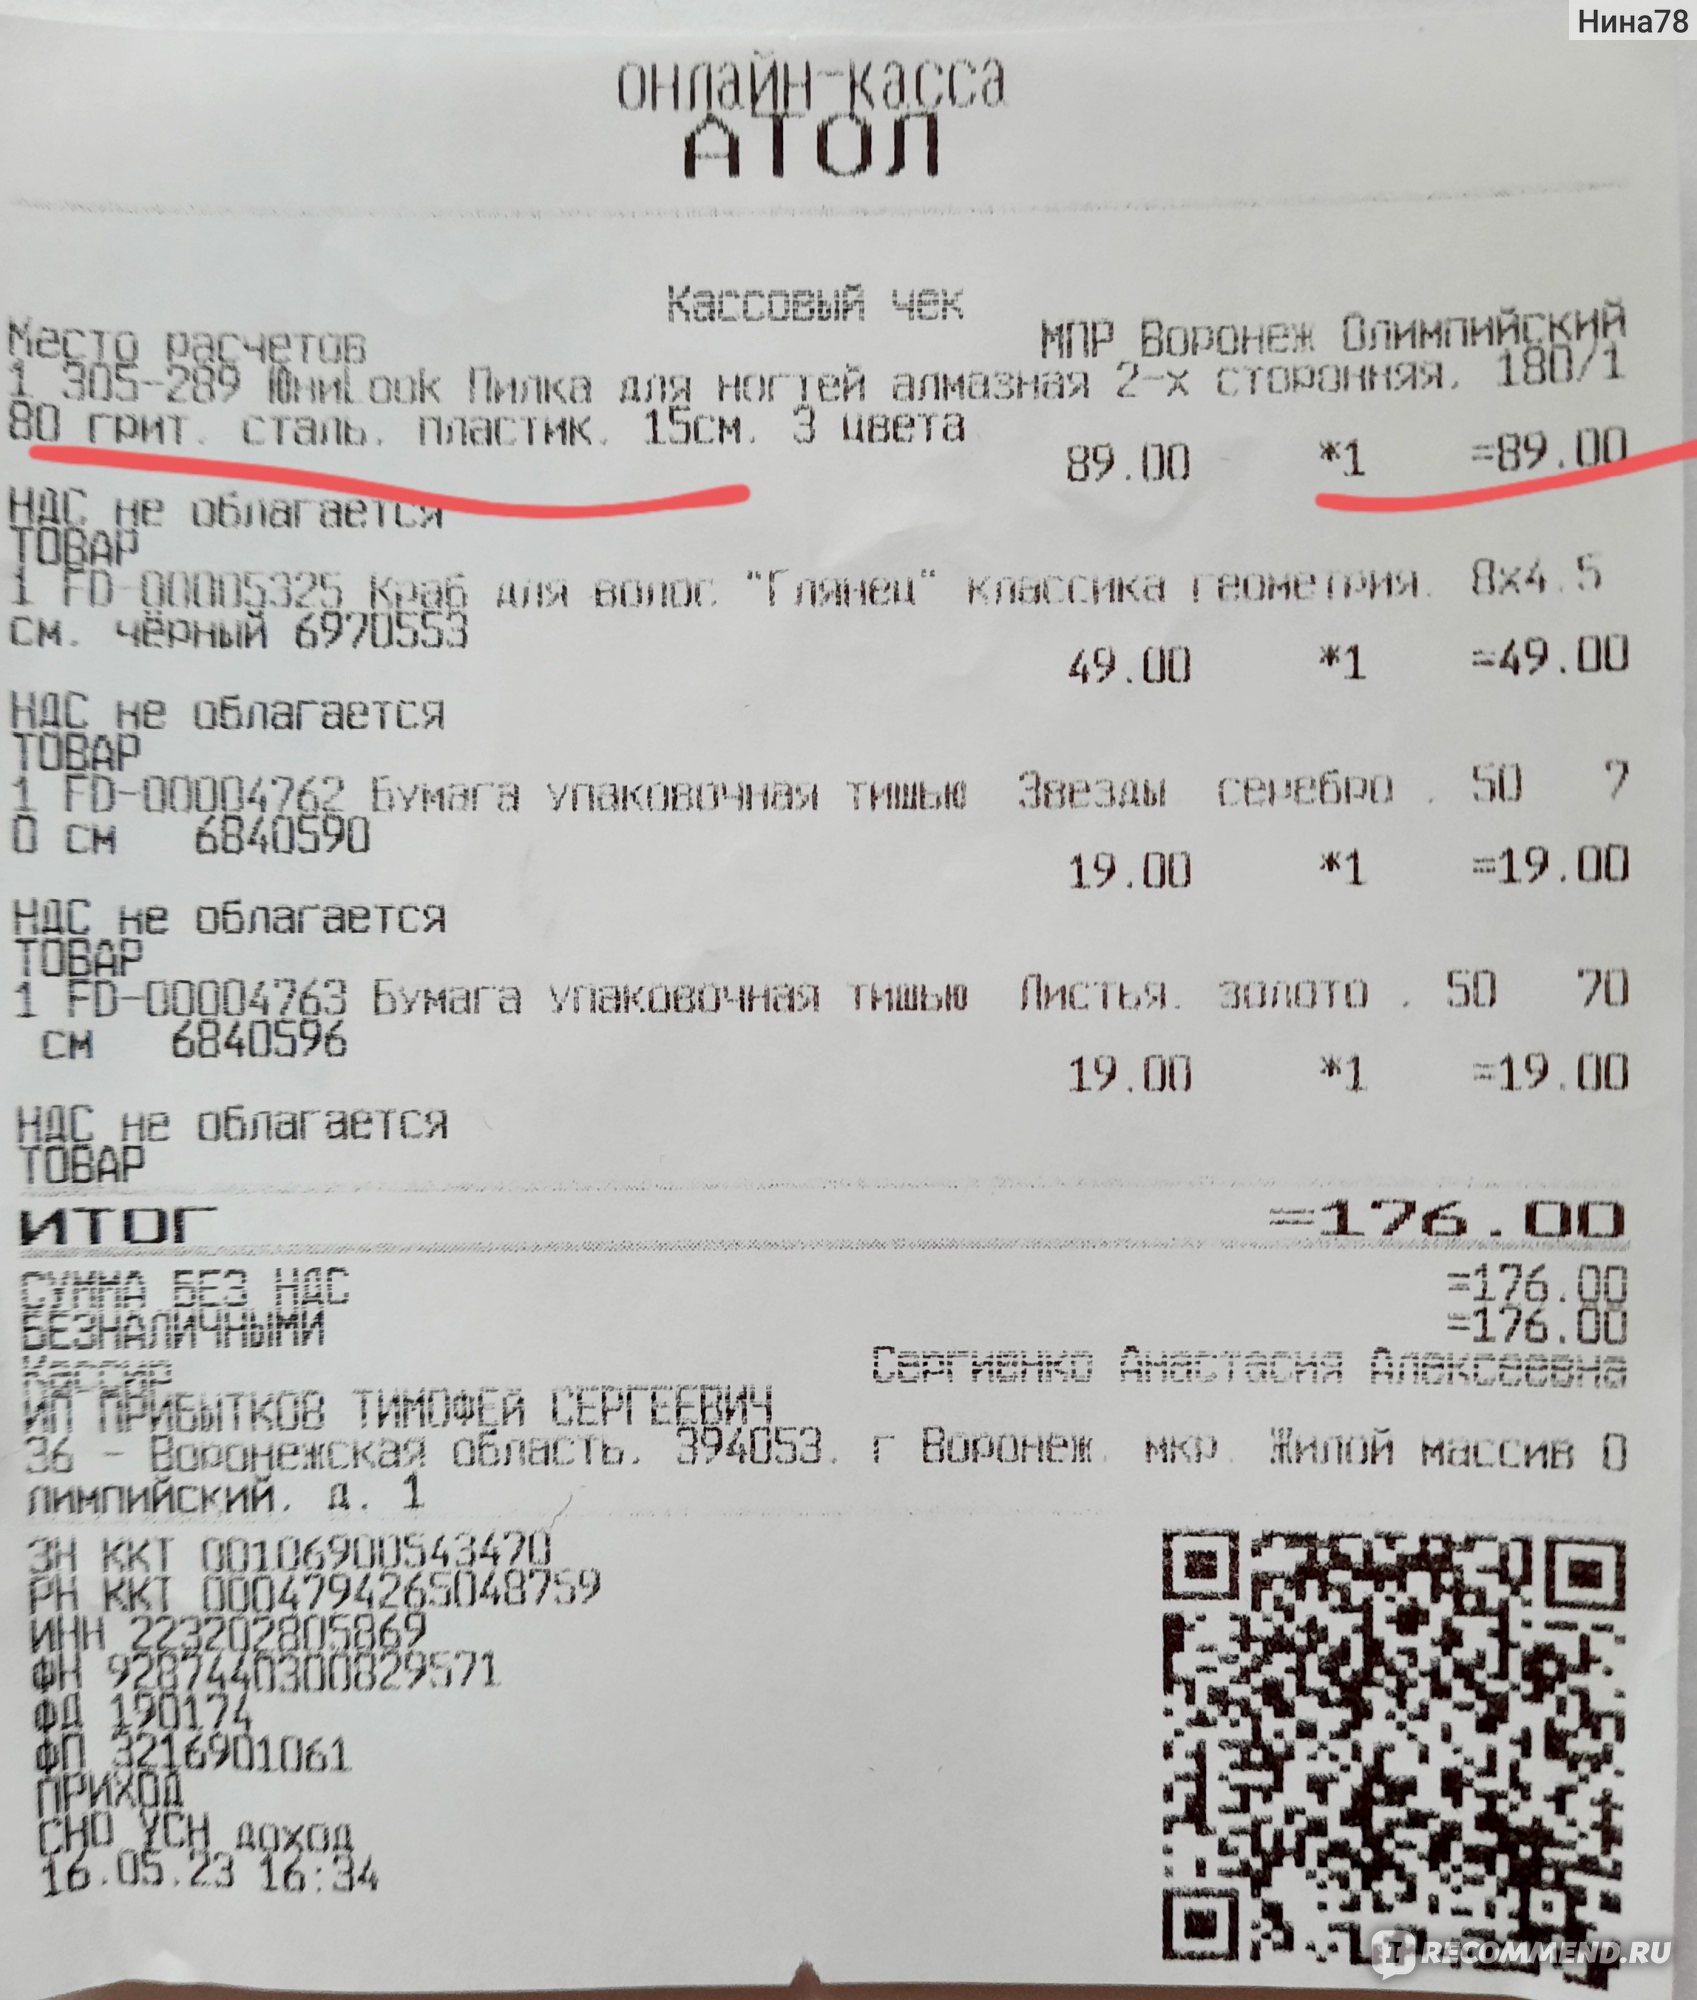 Нина78
онлайн-касса
АТОЛ
Кассовый чек
Место расчетов МПР Воронеж Олимпийский
1 305-289 ЮниLook Пилка для ногтей алмазная 2-х сторонняя, 180/1
80 грит, сталь, пластик, 15см, 3 цвета
89.00 *1 =89.00
НДС не облагается
ТОВАР
1 FD-00005325 Краб для волос "Глянец" классика геометрия, 8х4,5
см, чёрный 6970553
49.00 *1 =49.00
НДС не облагается
ТОВАР
1 FD-00004762 Бумага упаковочная тишью Звезды серебро , 50 7
0 см 6840590
19.00 *1 =19.00
НДС не облагается
ТОВАР
1 FD-00004763 Бумага упаковочная тишью Листья, золото , 50 70
см 6840596
19.00 *1 =19.00
НДС не облагается
ТОВАР
ИТОГ =176.00
СУММА БЕЗ НДС =176.00
БЕЗНАЛИЧНЫМИ =176.00
Кассир Сергиенко Анастасия Алексеевна
ИП ПРИБЫТКОВ ТИМОФЕЙ СЕРГЕЕВИЧ
36 - Воронежская область, 394053, г Воронеж, мкр. Жилой массив О
лимпийский, д. 1
ЗН ККТ 00106900543470
РН ККТ 0004794265048759
ИНН 223202805869
ФН 9287440300829571
ФД 190174
ФП 3216901061
ПРИХОД
СНО УСН доход
16.05.23 16:34
IRECOMMEND.RU